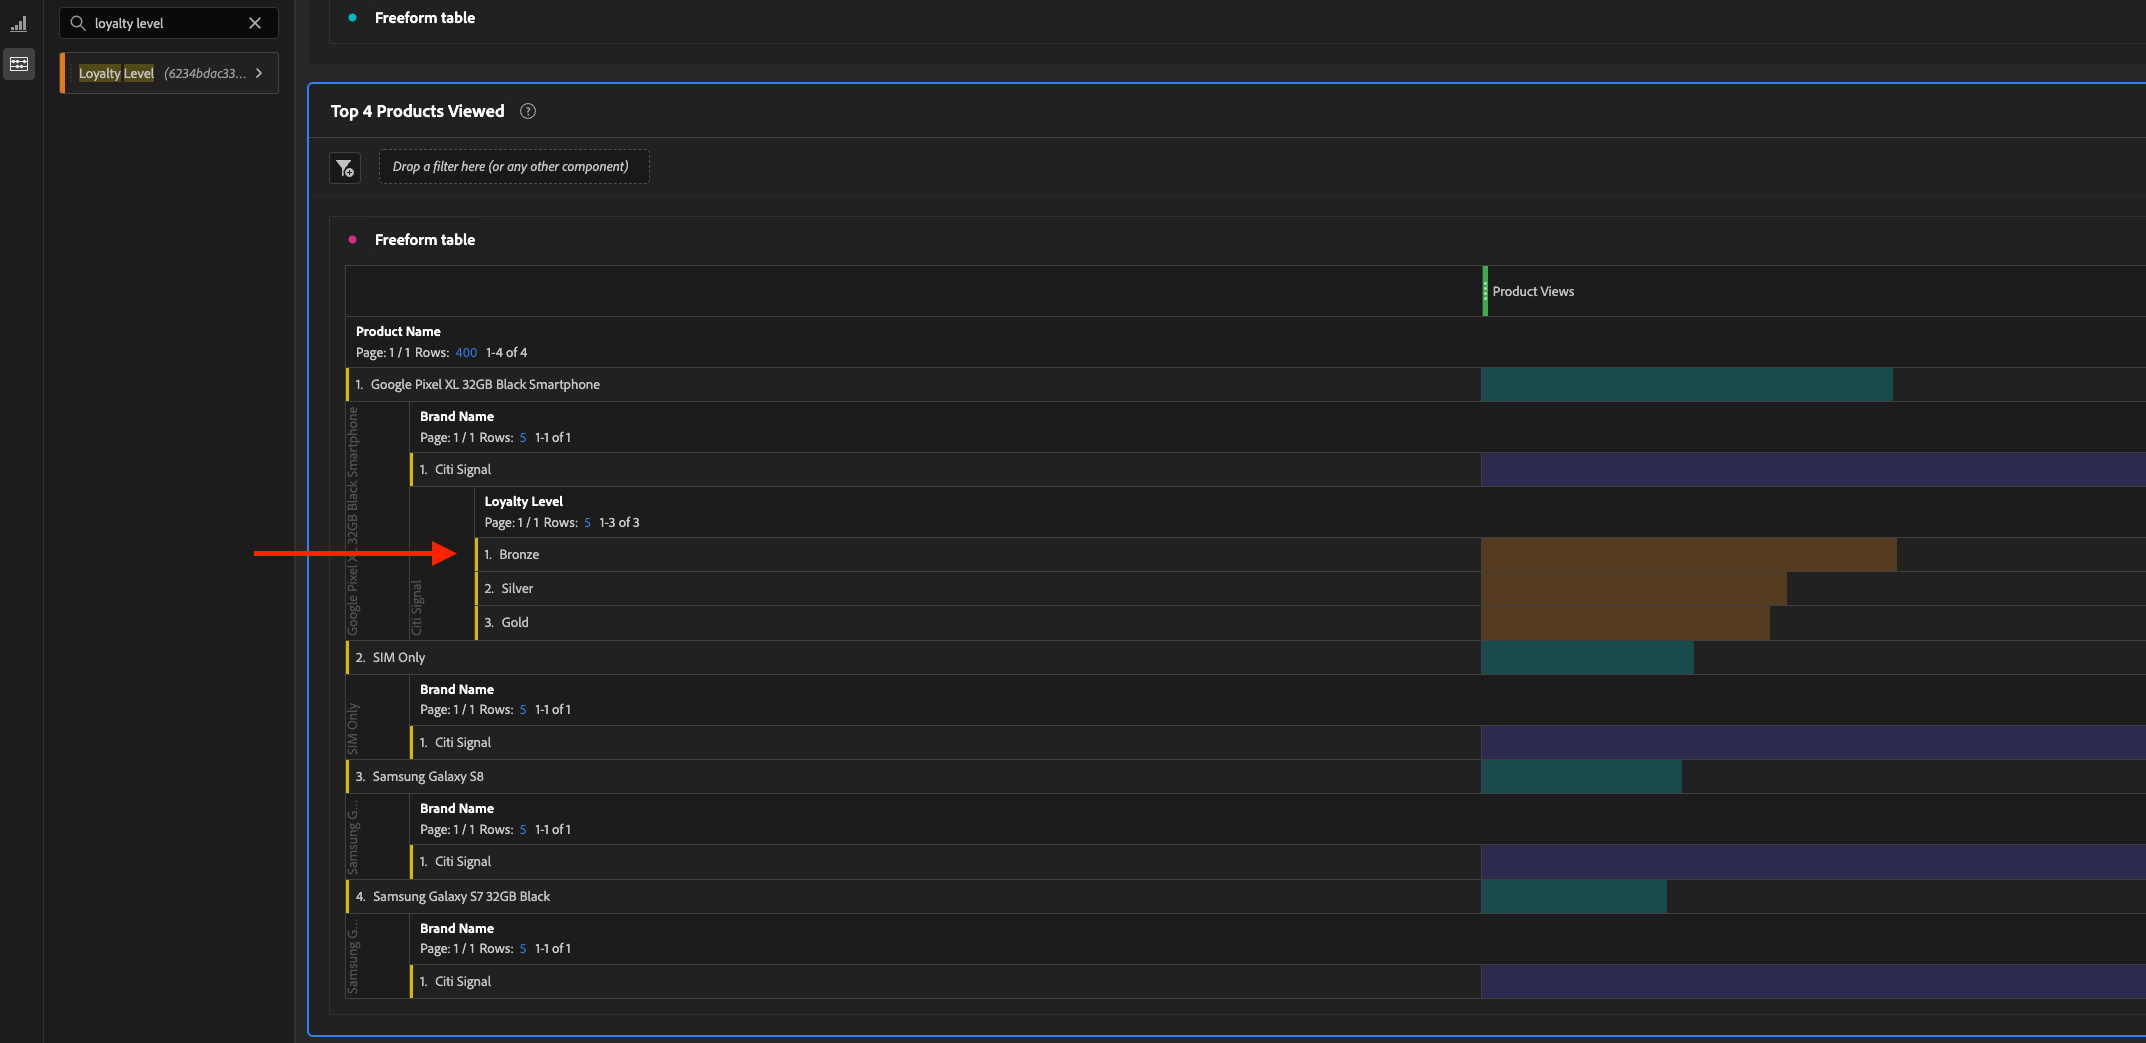 loyalty level
Loyalty Level (6234bdac33...
Freeform table
Top 4 Products Viewed ?
Drop a filter here (or any other component)
Freeform table
Product Views
Product Name
Page: 1 / 1 Rows: 400 1-4 of 4
1. Google Pixel XL 32GB Black Smartphone
Google Pixel XL 32GB Black Smartphone
Brand Name
Page: 1 / 1 Rows: 5 1-1 of 1
1. Citi Signal
Citi Signal
Loyalty Level
Page: 1 / 1 Rows: 5 1-3 of 3
1. Bronze
2. Silver
3. Gold
2. SIM Only
SIM Only
Brand Name
Page: 1 / 1 Rows: 5 1-1 of 1
1. Citi Signal
3. Samsung Galaxy S8
Samsung G...
Brand Name
Page: 1 / 1 Rows: 5 1-1 of 1
1. Citi Signal
4. Samsung Galaxy S7 32GB Black
Samsung G...
Brand Name
Page: 1 / 1 Rows: 5 1-1 of 1
1. Citi Signal